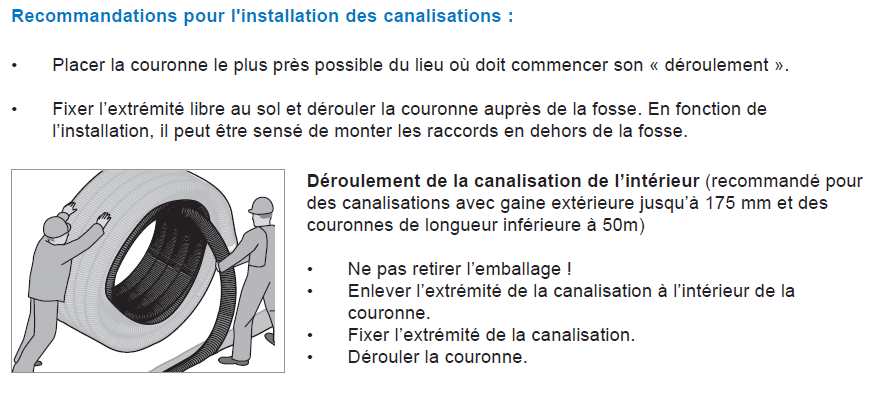 Recommandations pour l'installation des canalisations :
• Placer la couronne le plus près possible du lieu où doit commencer son « déroulement ».
• Fixer l’extrémité libre au sol et dérouler la couronne auprès de la fosse. En fonction de
l’installation, il peut être sensé de monter les raccords en dehors de la fosse.
Déroulement de la canalisation de l’intérieur (recommandé pour
des canalisations avec gaine extérieure jusqu’à 175 mm et des
couronnes de longueur inférieure à 50m)
• Ne pas retirer l’emballage !
• Enlever l’extrémité de la canalisation à l’intérieur de la
couronne.
• Fixer l’extrémité de la canalisation.
• Dérouler la couronne.